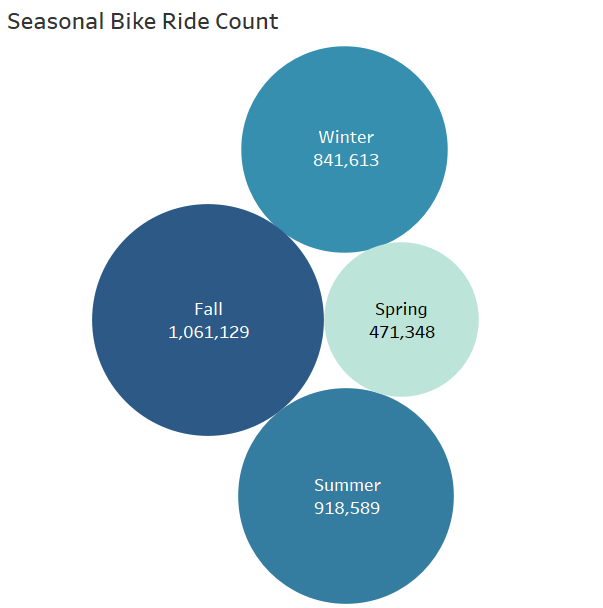 Seasonal Bike Ride Count
Winter
841,613
Fall
1,061,129
Spring
471,348
Summer
918,589